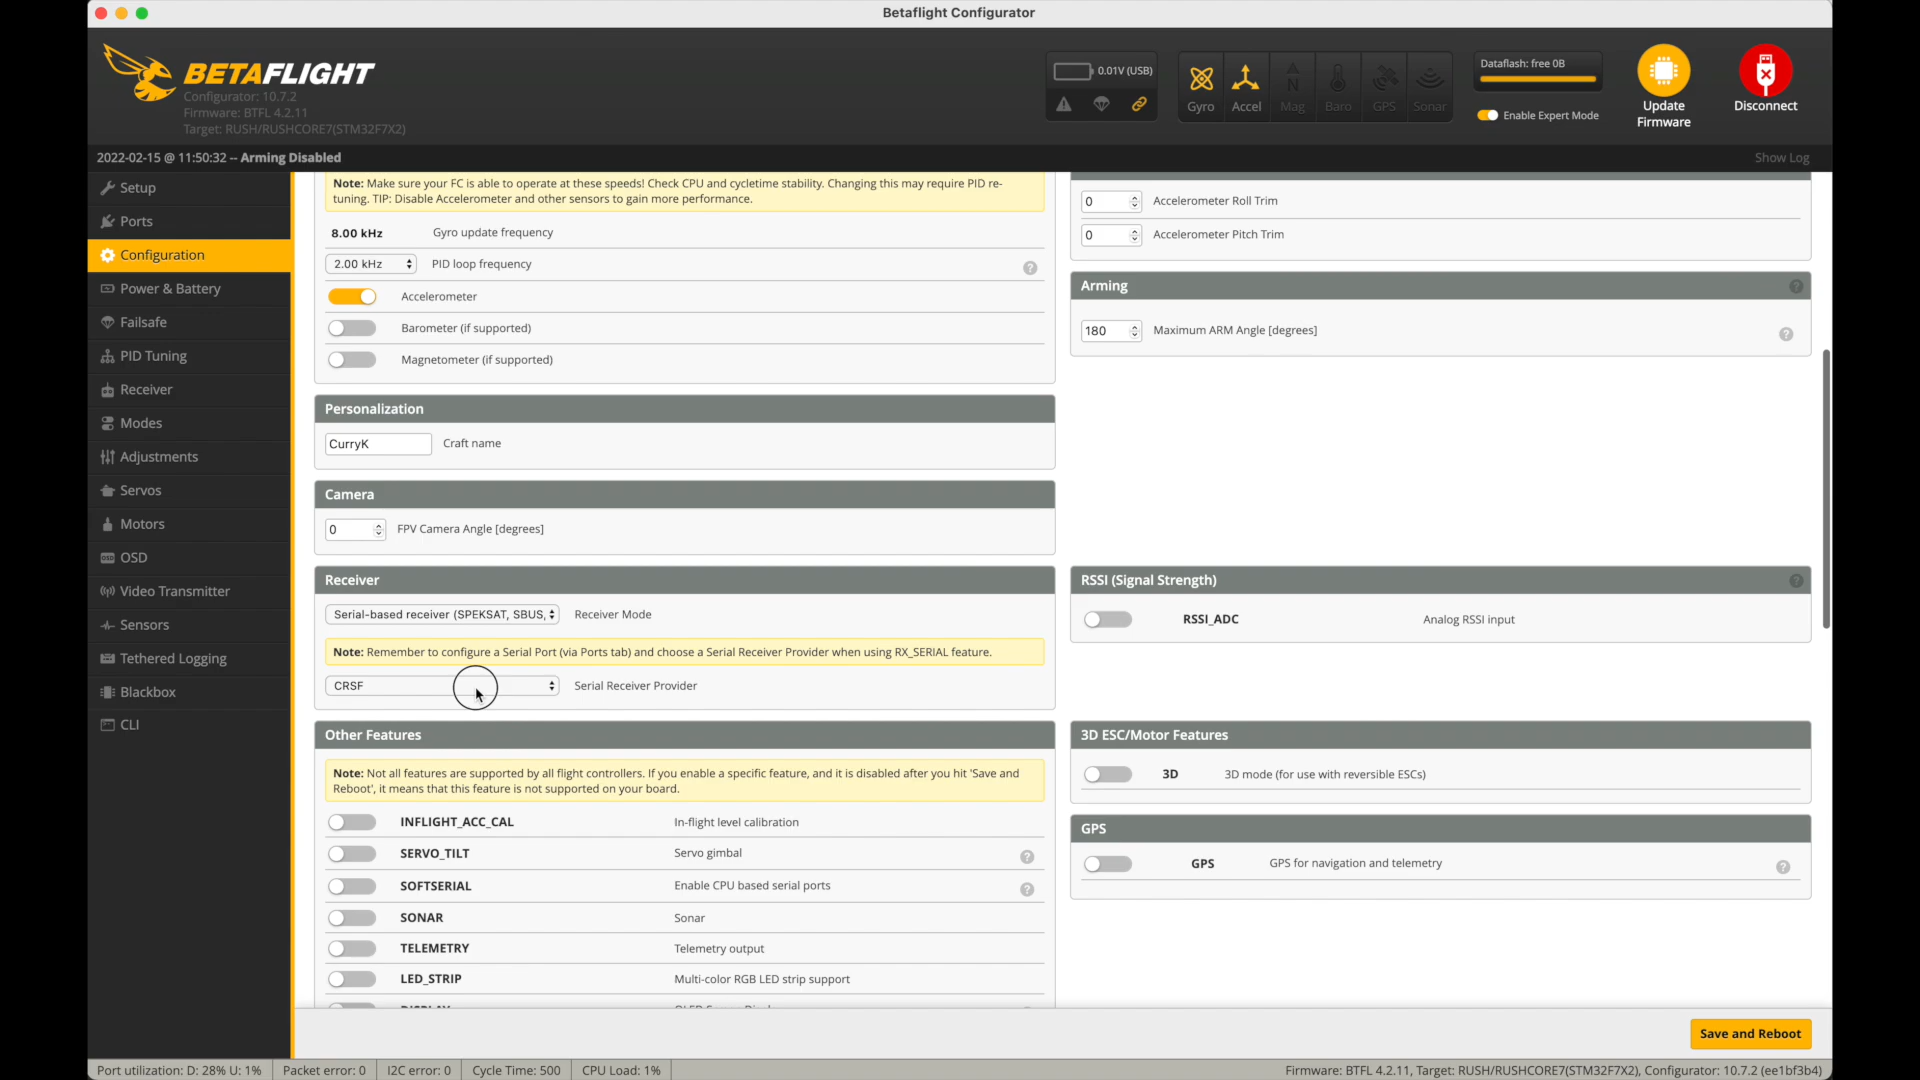 Betaflight Configurator
BETAFLIGHT
Configurator: 10.7.2
Firmware: BTFL 4.2.11
Target: RUSH/RUSHCORE7(STM32F7X2)
0.01V (USB)
Gyro
Accel
Mag
Baro
GPS
Sonar
Dataflash: free 0B
Enable Expert Mode
Update
Firmware
Disconnect
2022-02-15 @ 11:50:32 -- Arming Disabled
Show Log
Setup
Ports
Configuration
Power & Battery
Failsafe
PID Tuning
Receiver
Modes
Adjustments
Servos
Motors
OSD
Video Transmitter
Sensors
Tethered Logging
Blackbox
CLI
Note: Make sure your FC is able to operate at these speeds! Check CPU and cycletime stability. Changing this may require PID re-
tuning. TIP: Disable Accelerometer and other sensors to gain more performance.
8.00 kHz Gyro update frequency
2.00 kHz PID loop frequency
Accelerometer
Barometer (if supported)
Magnetometer (if supported)
0 Accelerometer Roll Trim
0 Accelerometer Pitch Trim
Arming
180 Maximum ARM Angle [degrees]
Personalization
CurryK Craft name
Camera
0 FPV Camera Angle [degrees]
Receiver
Serial-based receiver (SPEKSAT, SBUS, Receiver Mode
Note: Remember to configure a Serial Port (via Ports tab) and choose a Serial Receiver Provider when using RX_SERIAL feature.
CRSF Serial Receiver Provider
RSSI (Signal Strength)
RSSI_ADC Analog RSSI input
Other Features
Note: Not all features are supported by all flight controllers. If you enable a specific feature, and it is disabled after you hit 'Save and
Reboot', it means that this feature is not supported on your board.
INFLIGHT_ACC_CAL In-flight level calibration
SERVO_TILT Servo gimbal
SOFTSERIAL Enable CPU based serial ports
SONAR Sonar
TELEMETRY Telemetry output
LED_STRIP Multi-color RGB LED strip support
3D ESC/Motor Features
3D 3D mode (for use with reversible ESCs)
GPS
GPS GPS for navigation and telemetry
Save and Reboot
Port utilization: D: 28% U: 1% Packet error: 0 I2C error: 0 Cycle Time: 500 CPU Load: 1%
Firmware: BTFL 4.2.11, Target: RUSH/RUSHCORE7(STM32F7X2), Configurator: 10.7.2 (ee1bf3b4)